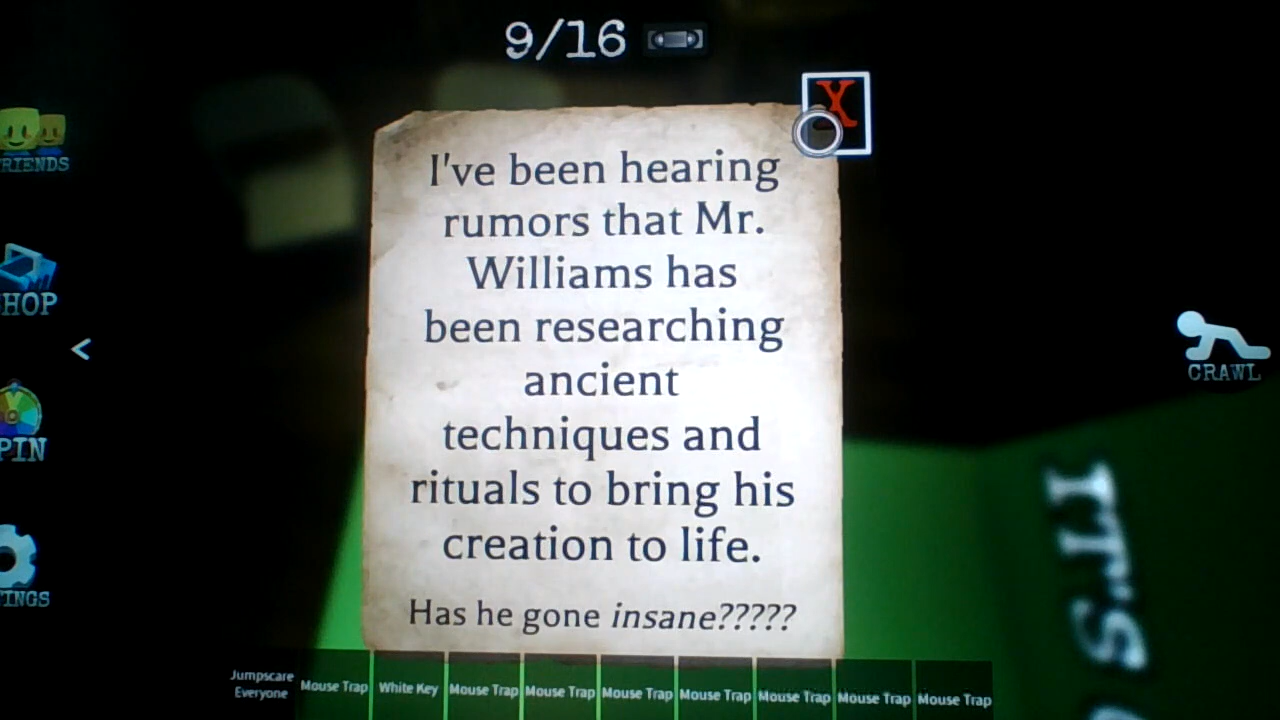 9/16
X
I've been hearing
rumors that Mr.
Williams has
been researching
ancient
techniques and
rituals to bring his
creation to life.
Has he gone insane?????
RIENDS
HOP
<
PIN
INGS
CRAWL
IT'S
Jumpscare
Everyone
Mouse Trap
White Key
Mouse Trap
Mouse Trap
Mouse Trap
Mouse Trap
Mouse Trap
Mouse Trap
Mouse Trap